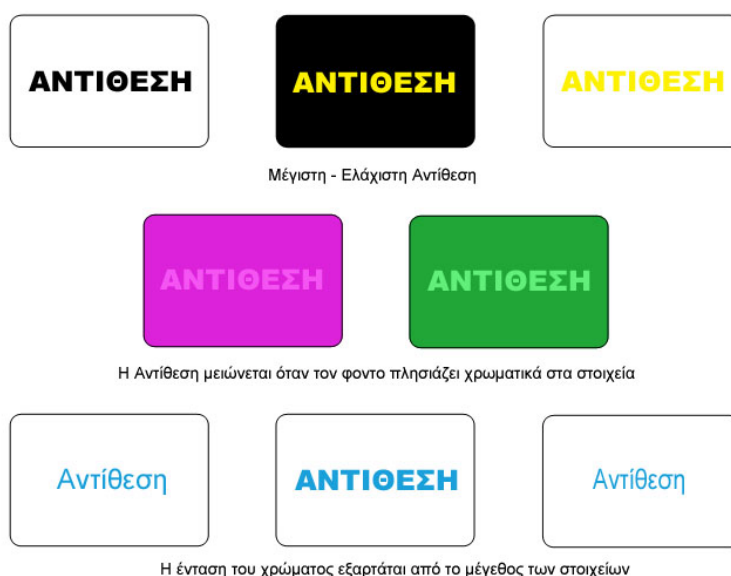 ΑΝΤΙΘΕΣΗ ΑΝΤΙΘΕΣΗ ΑΝΤΙΘΕΣΗ
Μέγιστη - Ελάχιστη Αντίθεση
ΑΝΤΙΘΕΣΗ ΑΝΤΙΘΕΣΗ
Η Αντίθεση μειώνεται όταν τον φοντο πλησιάζει χρωματικά στα στοιχεία
Αντίθεση ΑΝΤΙΘΕΣΗ Αντίθεση
Η ένταση του χρώματος εξαρτάται από το μέγεθος των στοιχείων